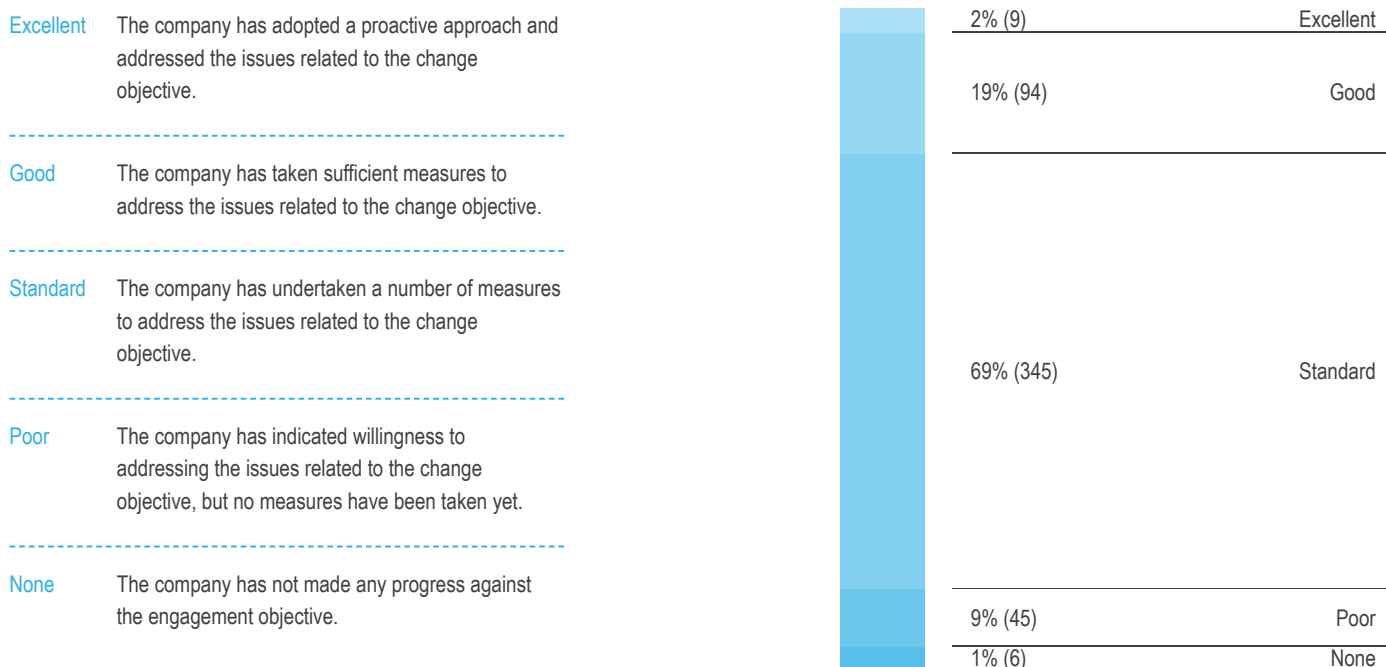 Excellent The company has adopted a proactive approach and
addressed the issues related to the change
objective.
Good The company has taken sufficient measures to
address the issues related to the change objective.
Standard The company has undertaken a number of measures
to address the issues related to the change
objective.
Poor The company has indicated willingness to
addressing the issues related to the change
objective, but no measures have been taken yet.
None The company has not made any progress against
the engagement objective.
2% (9) Excellent
19% (94) Good
69% (345) Standard
9% (45) Poor
1% (6) None